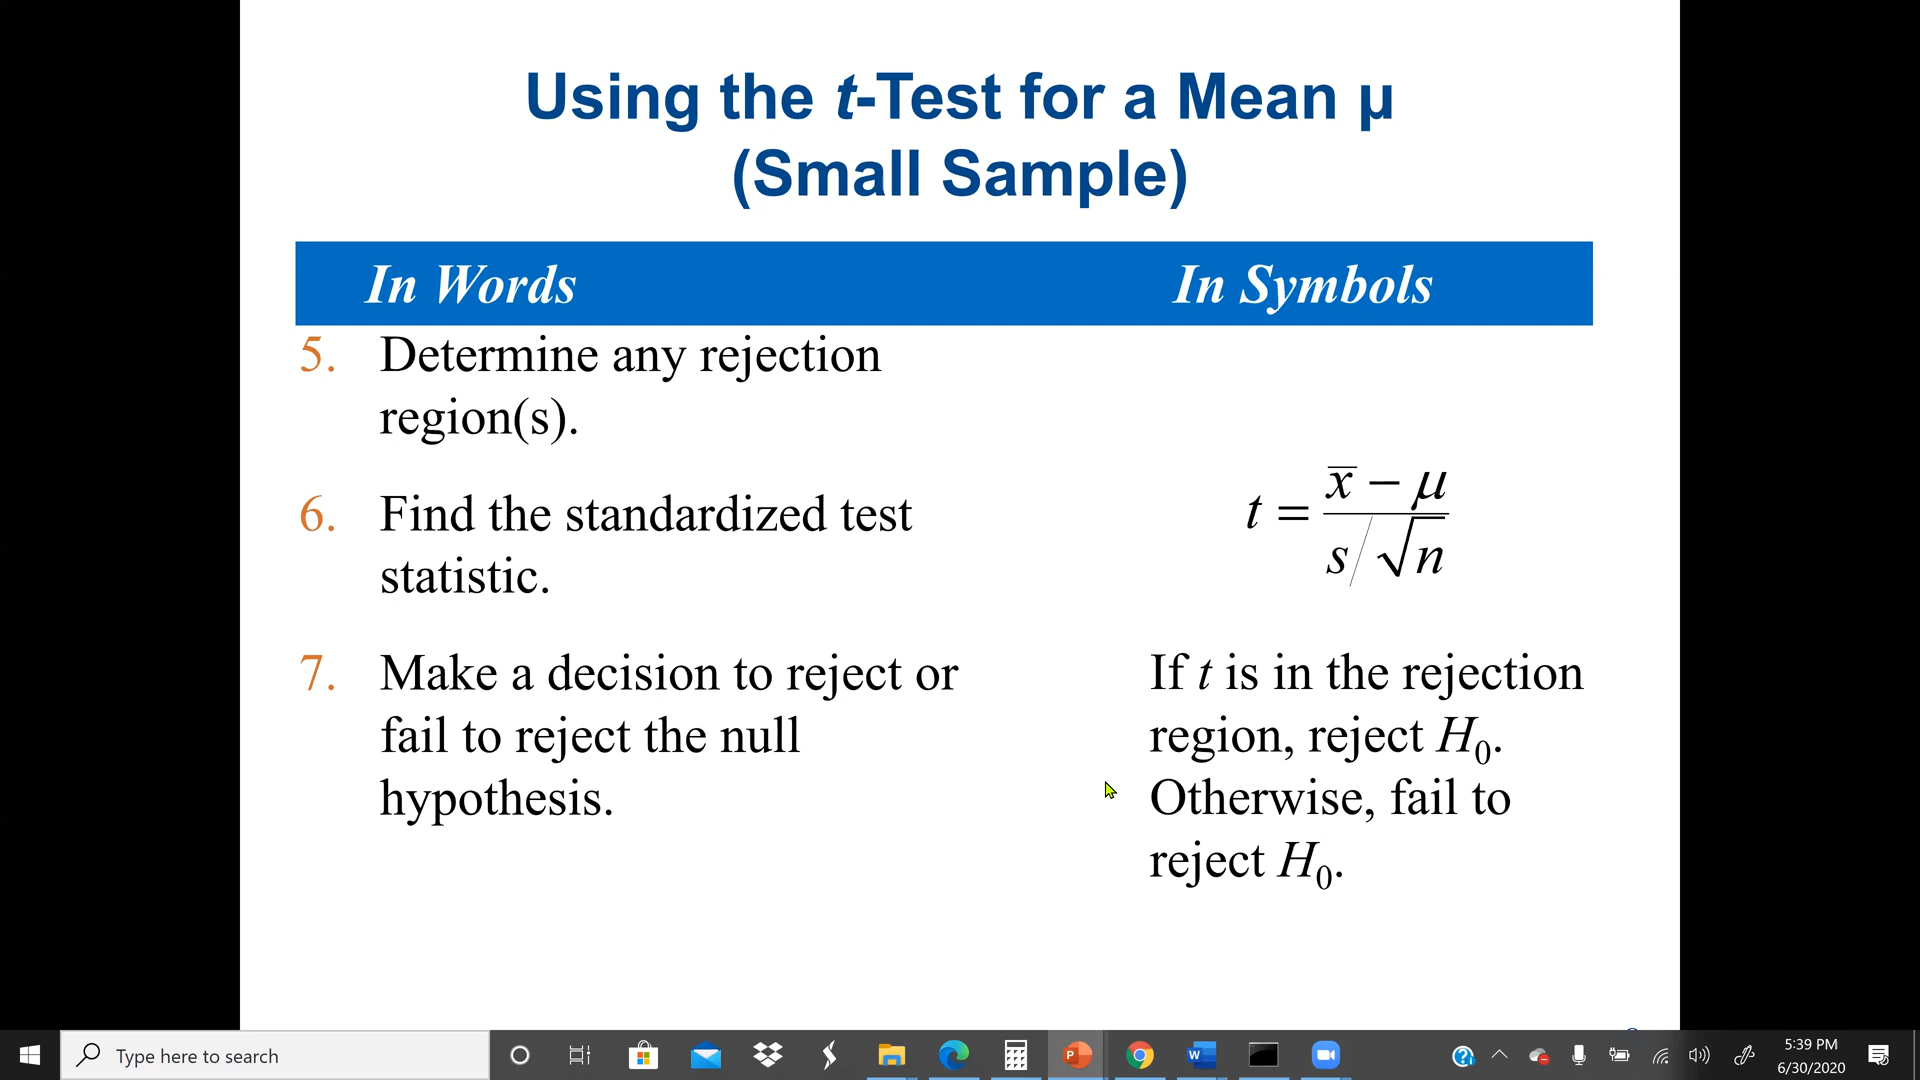 Using the t-Test for a Mean μ
(Small Sample)
In Words In Symbols
5. Determine any rejection
region(s).
6. Find the standardized test
statistic.
t = (x̄ − μ) / (s/√n)
7. Make a decision to reject or
fail to reject the null
hypothesis.
If t is in the rejection
region, reject H₀.
Otherwise, fail to
reject H₀.
Type here to search
5:39 PM
6/30/2020